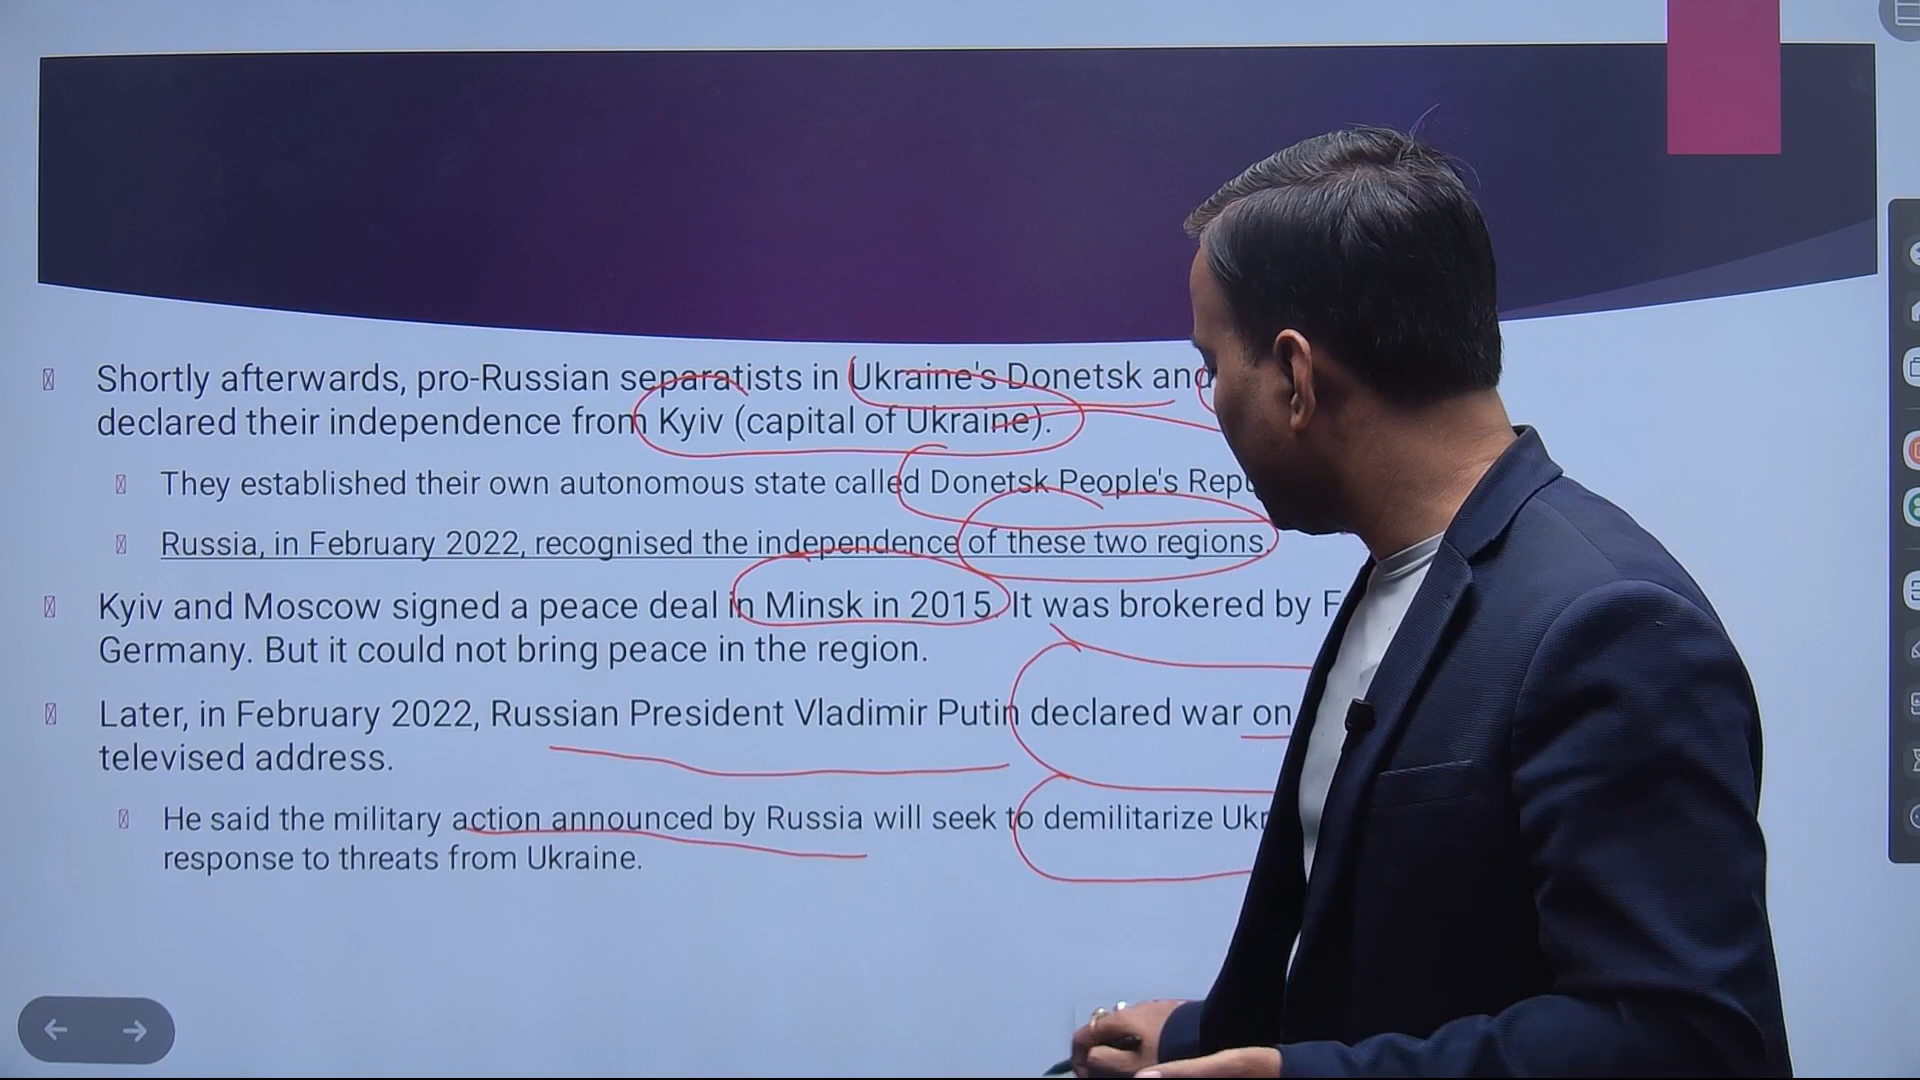 Shortly afterwards, pro-Russian separatists in Ukraine's Donetsk and
declared their independence from Kyiv (capital of Ukraine).
They established their own autonomous state called Donetsk People's
Russia, in February 2022, recognised the independence of these two regions.
Kyiv and Moscow signed a peace deal in Minsk in 2015. It was brokered by
Germany. But it could not bring peace in the region.
Later, in February 2022, Russian President Vladimir Putin declared war on
televised address.
He said the military action announced by Russia will seek to demilitarize
response to threats from Ukraine.